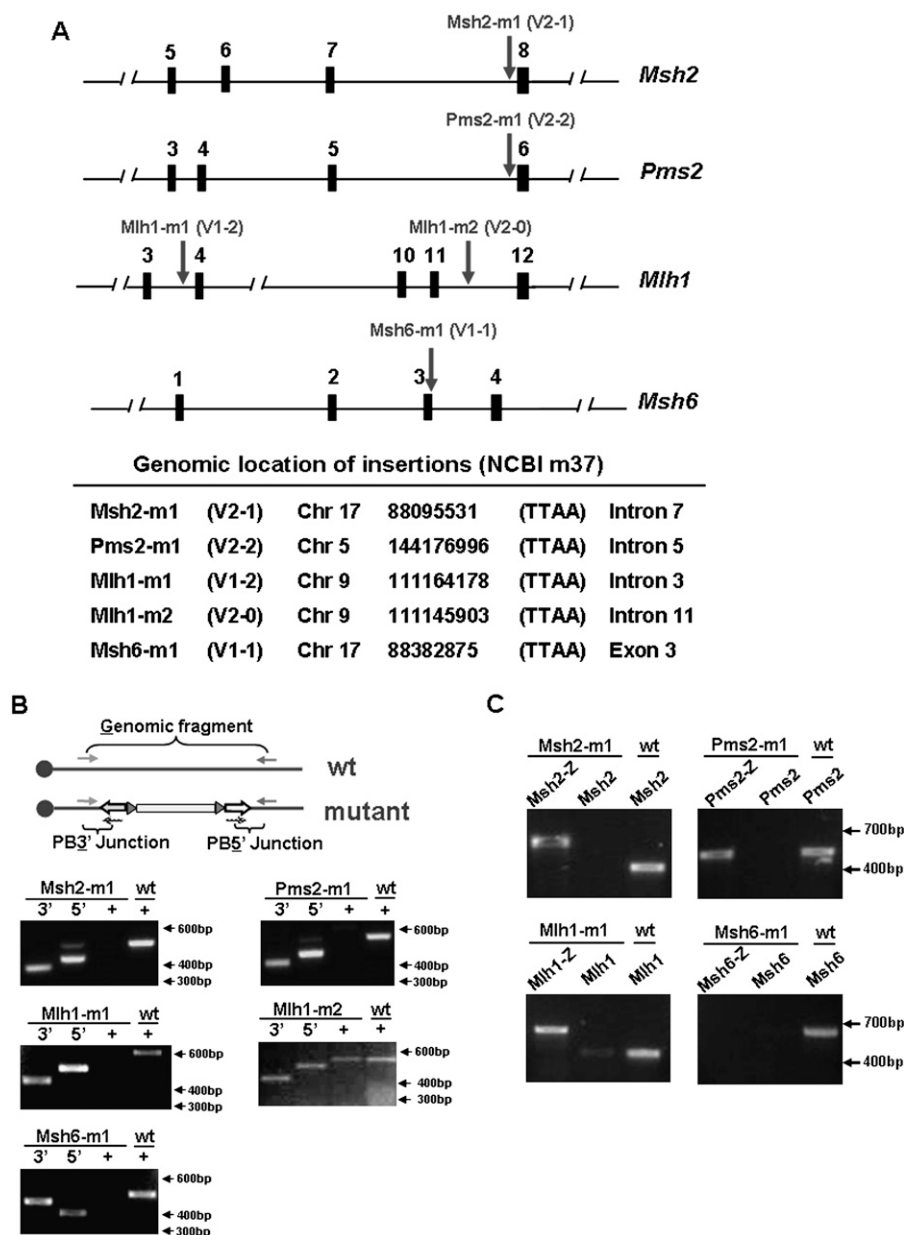 A
Msh2-m1 (V2-1)
5 6 7 8
Msh2
Pms2-m1 (V2-2)
3 4 5 6
Pms2
Mlh1-m1 (V1-2) Mlh1-m2 (V2-0)
3 4 10 11 12
Mlh1
Msh6-m1 (V1-1)
1 2 3 4
Msh6
Genomic location of insertions (NCBI m37)
Msh2-m1 (V2-1) Chr 17 88095531 (TTAA) Intron 7
Pms2-m1 (V2-2) Chr 5 144176996 (TTAA) Intron 5
Mlh1-m1 (V1-2) Chr 9 111164178 (TTAA) Intron 3
Mlh1-m2 (V2-0) Chr 9 111145903 (TTAA) Intron 11
Msh6-m1 (V1-1) Chr 17 88382875 (TTAA) Exon 3
B
Genomic fragment
wt
mutant
PB3' Junction PB5' Junction
Msh2-m1 wt
3' 5' + +
600bp
400bp
300bp
Pms2-m1 wt
3' 5' + +
600bp
400bp
300bp
Mlh1-m1 wt
3' 5' + +
600bp
400bp
300bp
Mlh1-m2 wt
3' 5' + +
600bp
400bp
300bp
Msh6-m1 wt
3' 5' + +
600bp
400bp
300bp
C
Msh2-m1 wt
Msh2-Z Msh2 Msh2
Pms2-m1 wt
Pms2-Z Pms2 Pms2
700bp
400bp
Mlh1-m1 wt
Mlh1-Z Mlh1 Mlh1
Msh6-m1 wt
Msh6-Z Msh6 Msh6
700bp
400bp